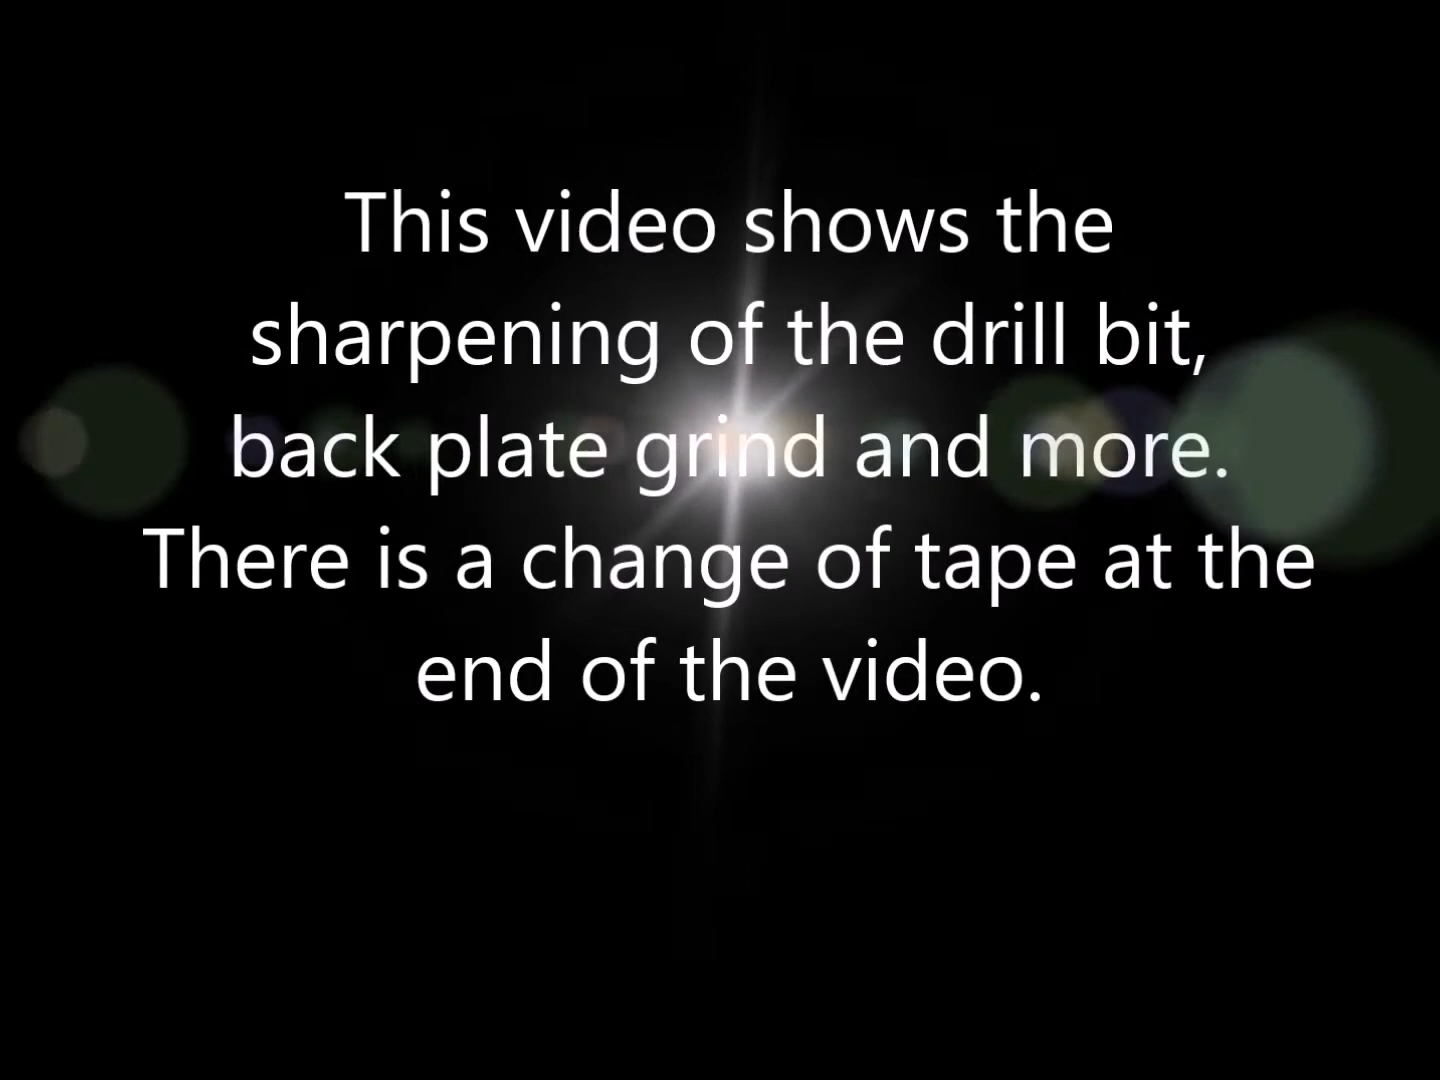 This video shows the
sharpening of the drill bit,
back plate grind and more.
There is a change of tape at the
end of the video.